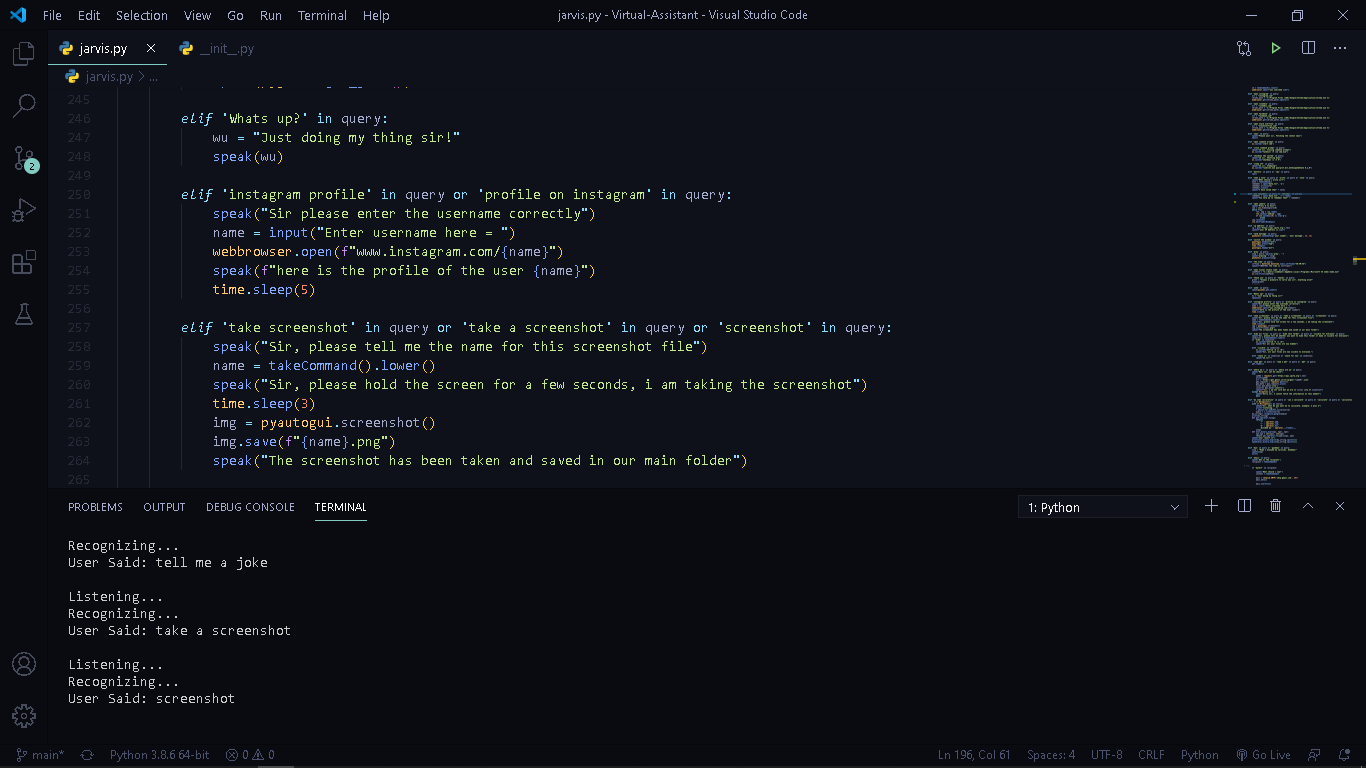 File Edit Selection View Go Run Terminal Help jarvis.py - Virtual-Assistant - Visual Studio Code
jarvis.py __init__.py
jarvis.py > ...
245
246 elif 'Whats up?' in query:
247 wu = "Just doing my thing sir!"
248 speak(wu)
249
250 elif 'instagram profile' in query or 'profile on instagram' in query:
251 speak("Sir please enter the username correctly")
252 name = input("Enter username here = ")
253 webbrowser.open(f"www.instagram.com/{name}")
254 speak(f"here is the profile of the user {name}")
255 time.sleep(5)
256
257 elif 'take screenshot' in query or 'take a screenshot' in query or 'screenshot' in query:
258 speak("Sir, please tell me the name for this screenshot file")
259 name = takeCommand().lower()
260 speak("Sir, please hold the screen for a few seconds, i am taking the screenshot")
261 time.sleep(3)
262 img = pyautogui.screenshot()
263 img.save(f"{name}.png")
264 speak("The screenshot has been taken and saved in our main folder")
265
2
PROBLEMS OUTPUT DEBUG CONSOLE TERMINAL 1: Python
Recognizing...
User Said: tell me a joke
Listening...
Recognizing...
User Said: take a screenshot
Listening...
Recognizing...
User Said: screenshot
main* Python 3.8.6 64-bit 0 0 Ln 196, Col 61 Spaces: 4 UTF-8 CRLF Python Go Live